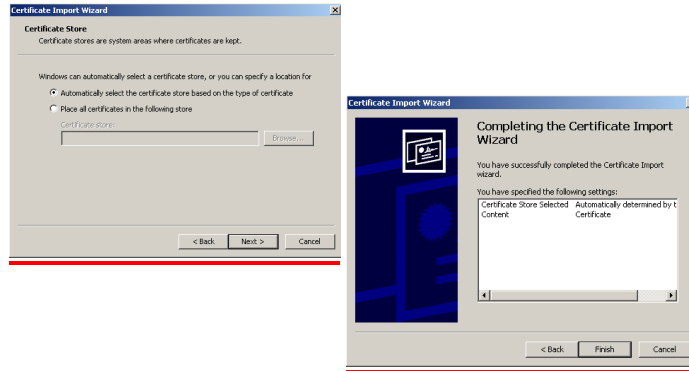 Certificate Import Wizard
Certificate Store
Certificate stores are system areas where certificates are kept.
Windows can automatically select a certificate store, or you can specify a location for
Automatically select the certificate store based on the type of certificate
Place all certificates in the following store
Certificate store:
Browse...
< Back Next > Cancel
Certificate Import Wizard
Completing the Certificate Import
Wizard
You have successfully completed the Certificate Import
wizard.
You have specified the following settings:
Certificate Store Selected Automatically determined by t
Content Certificate
< Back Finish Cancel